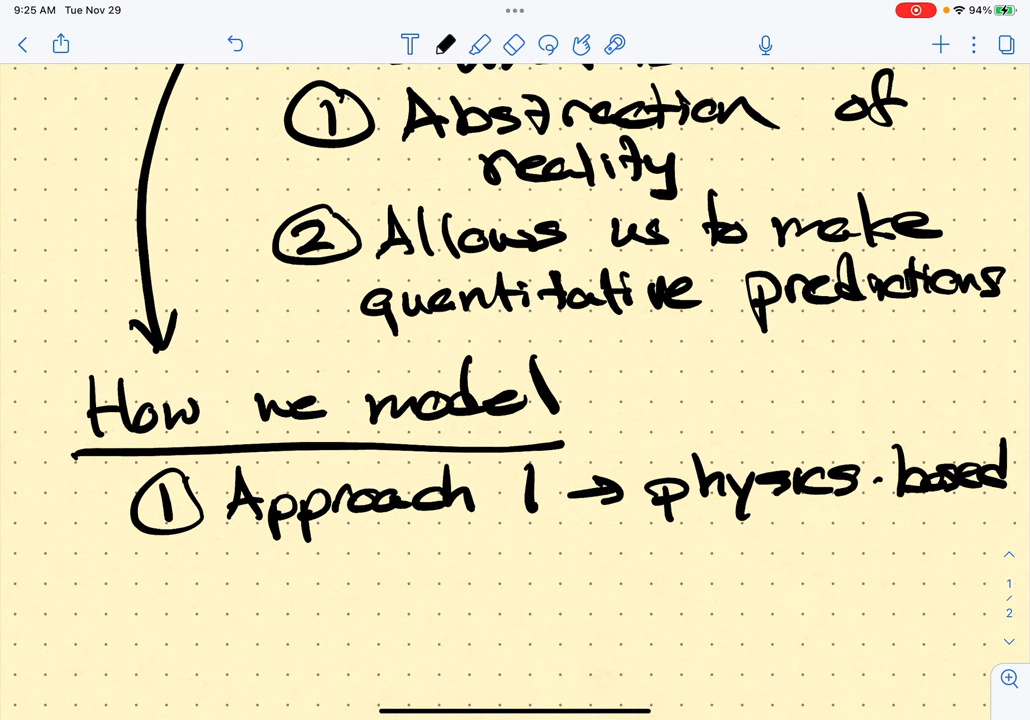 9:25 AM Tue Nov 29
94%
① Abstraction of
reality
② Allows us to make
quantitative predictions
How we model
① Approach 1 → physics-based
1
/
2